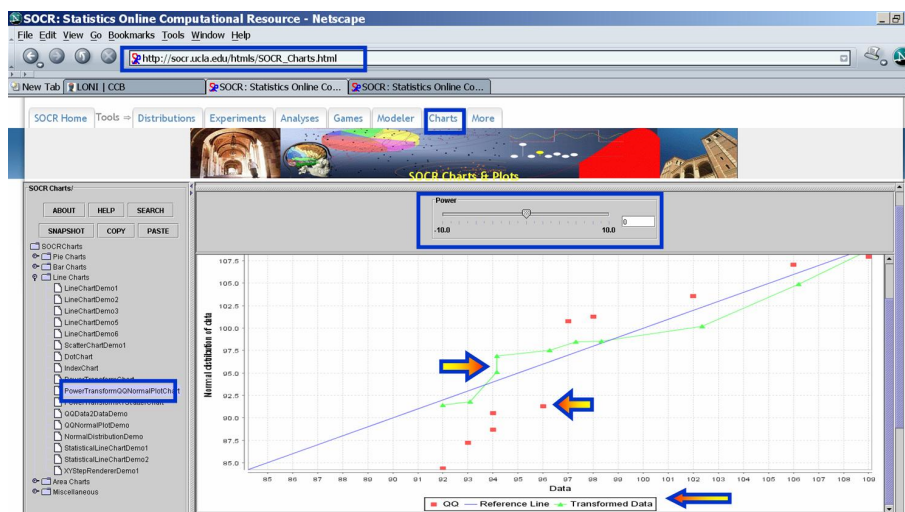 SOCR: Statistics Online Computational Resource - Netscape
File Edit View Go Bookmarks Tools Window Help
http://socr.ucla.edu/htmls/SOCR_Charts.html
New Tab LONI | CCB SOCR: Statistics Online Co... SOCR: Statistics Online Co...
SOCR Home Tools ⇒ Distributions Experiments Analyses Games Modeler Charts More
SOCR Charts & Plots
SOCR Charts/
ABOUT HELP SEARCH
SNAPSHOT COPY PASTE
SOCRCharts
Pie Charts
Bar Charts
Line Charts
LineChartDemo1
LineChartDemo2
LineChartDemo3
LineChartDemo5
LineChartDemo6
ScatterChartDemo1
DotChart
IndexChart
PowerTransformQQNormalPlotChart
QQData2DataDemo
QQNormalPlotDemo
NormalDistributionDemo
StatisticalLineChartDemo1
StatisticalLineChartDemo2
XYStepRendererDemo1
Area Charts
Miscellaneous
Power
-10.0 10.0 0
107.5
105.0
102.5
100.0
97.5
95.0
92.5
90.0
87.5
85.0
Normal distribution of data
85 86 87 88 89 90 91 92 93 94 95 96 97 98 99 100 101 102 103 104 105 106 107 108 109
Data
QQ Reference Line Transformed Data